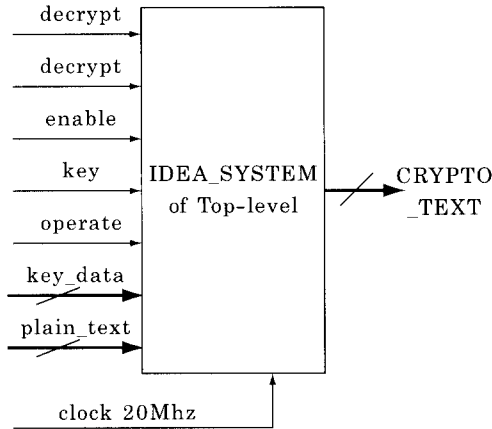 decrypt
decrypt
enable
key
operate
key_data
plain_text
IDEA_SYSTEM
of Top-level
CRYPTO
_TEXT
clock 20Mhz